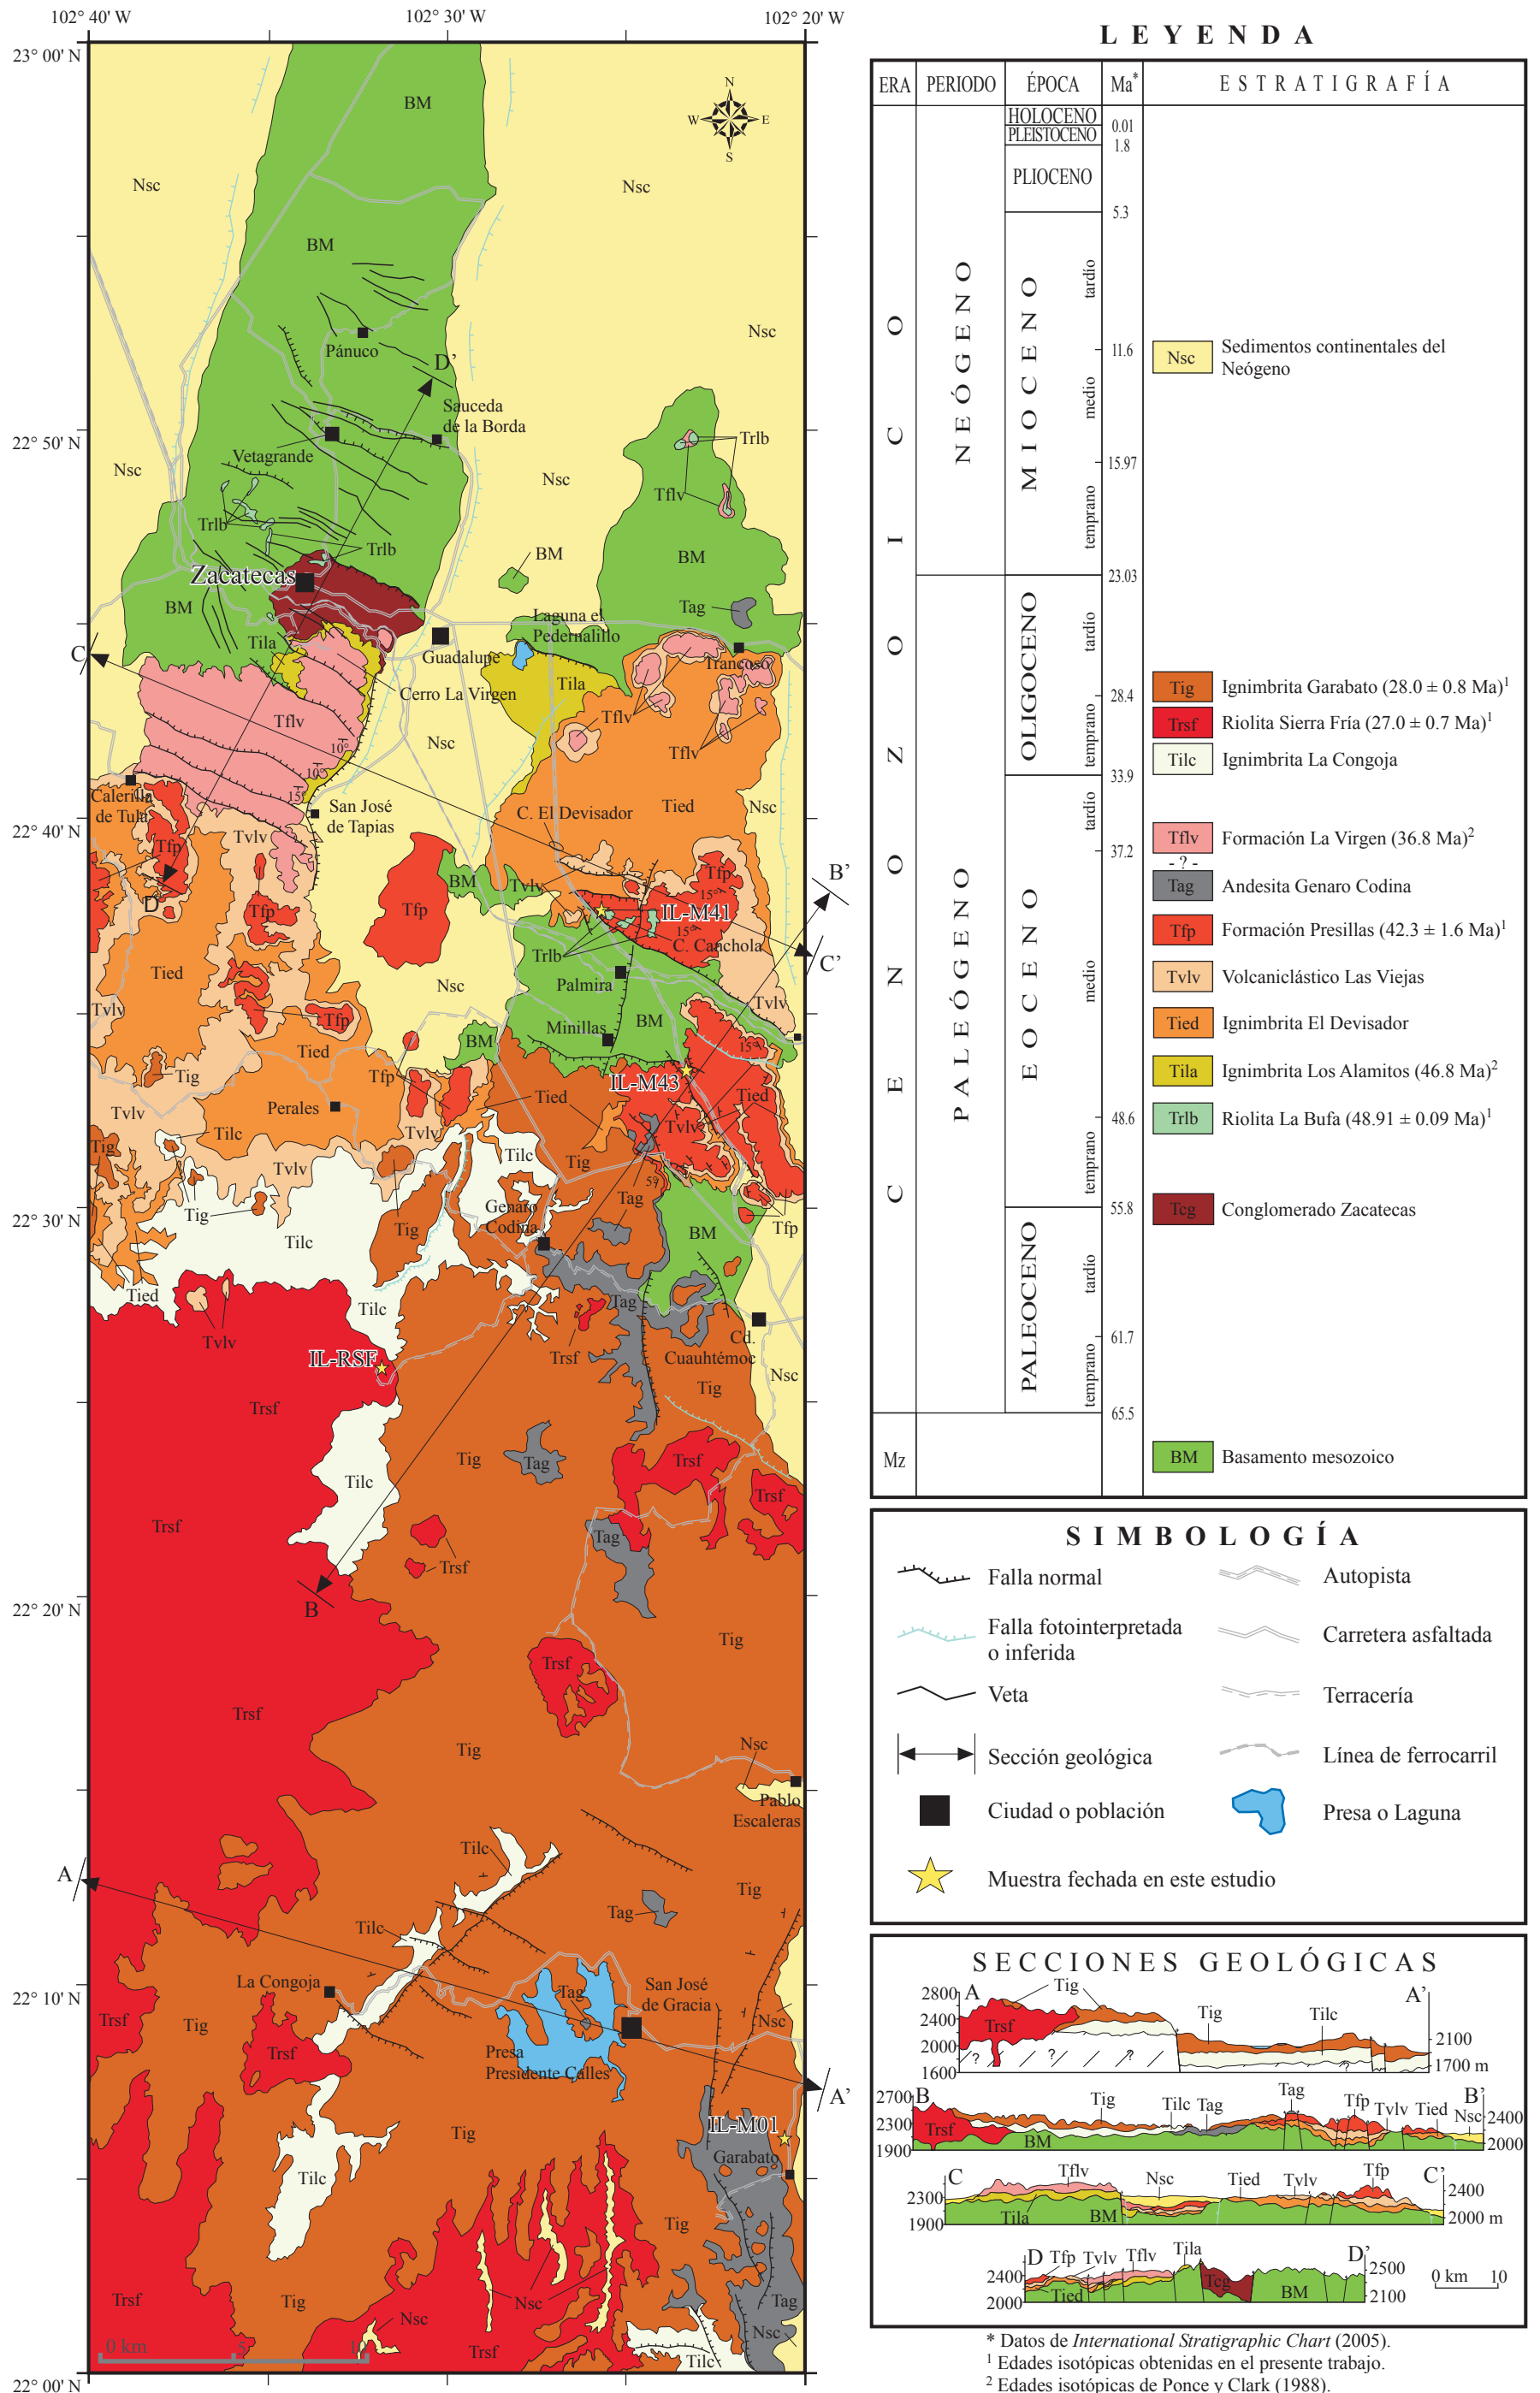 102° 40' W
102° 30' W
102° 20' W
23° 00' N
22° 50' N
22° 40' N
22° 30' N
22° 20' N
22° 10' N
22° 00' N
N
W
E
S
BM
Nsc
Nsc
BM
Nsc
Pánuco
D'
Sauceda
de la Borda
Vetagrande
Nsc
Nsc
Trlb
Tflv
Trlb
Trlb
BM
BM
Zacatecas
BM
Tag
Laguna el
Pedernalillo
Tila
C
Guadalupe
Trancoso
Cerro La Virgen
Tila
Tflv
Tflv
Nsc
Tflv
10°
10°
15°
Calerilla
de Tula
San José
de Tapias
C. El Devisador
Tied
Nsc
Tvlv
Tfp
D
BM
Tvlv
Tfp
15°
B'
Tfp
Tfp
IL-M41
15°
C. Canchola
C'
Trlb
Tied
Palmira
Nsc
Tvlv
Tvlv
Tfp
Minillas
BM
Tied
BM
15°
Tig
Tfp
IL-M43
Tied
Tied
Perales
Tvlv
Tilc
Tvlv
Tvlv
Tig
Tvlv
Tilc
Tig
5°
Tag
Genaro
Codina
Tig
Tig
Tfp
Tilc
BM
Tied
Tilc
Tag
Tvlv
Cd.
Cuauhtémoc
IL-RSF
Trsf
Nsc
Tig
Trsf
Tig
Tag
Trsf
Tilc
Trsf
Trsf
Tag
Trsf
B
Tig
Trsf
Trsf
Tig
Nsc
Pablo
Escaleras
Tilc
A
Tig
Tag
Tilc
La Congoja
San José
de Gracia
Tag
Trsf
Tig
Nsc
Trsf
Presa
Presidente Calles
A'
IL-M01
Tig
Garabato
Tilc
Tig
Trsf
Tig
Nsc
Nsc
Tag
Nsc
Trsf
Tilc
0 km 5 10
LEYENDA
ERA PERIODO ÉPOCA Ma* ESTRATIGRAFÍA
CENOZOICO
NEÓGENO
PALEÓGENO
HOLOCENO
0.01
PLEISTOCENO
1.8
PLIOCENO
5.3
MIOCENO
tardío
11.6
medio
15.97
temprano
23.03
OLIGOCENO
tardío
28.4
temprano
33.9
EOCENO
tardío
37.2
medio
48.6
temprano
55.8
PALEOCENO
tardío
61.7
temprano
65.5
Mz
Nsc Sedimentos continentales del
Neógeno
Tig Ignimbrita Garabato (28.0 ± 0.8 Ma)1
Trsf Riolita Sierra Fría (27.0 ± 0.7 Ma)1
Tilc Ignimbrita La Congoja
Tflv Formación La Virgen (36.8 Ma)2
- ? -
Tag Andesita Genaro Codina
Tfp Formación Presillas (42.3 ± 1.6 Ma)1
Tvlv Volcaniclástico Las Viejas
Tied Ignimbrita El Devisador
Tila Ignimbrita Los Alamitos (46.8 Ma)2
Trlb Riolita La Bufa (48.91 ± 0.09 Ma)1
Tcg Conglomerado Zacatecas
BM Basamento mesozoico
SIMBOLOGÍA
Falla normal
Autopista
Falla fotointerpretada
o inferida
Carretera asfaltada
Veta
Terracería
Sección geológica
Línea de ferrocarril
Ciudad o población
Presa o Laguna
Muestra fechada en este estudio
SECCIONES GEOLÓGICAS
A Tig A'
2800
2400
2000
1600
Trsf
Tig
Tilc
2100
1700 m
? ? ? ?
B Tig Tilc Tag Tag Tfp Tvlv Tied Nsc B'
2700
2300
1900
Trsf
BM
2400
2000
C Tflv Nsc Tied Tvlv Tfp C'
2300
1900
Tila
BM
2400
2000 m
D Tfp Tvlv Tflv Tila D'
2400
2000
Tied
Tcg
BM
2500
2100
0 km 10
* Datos de International Stratigraphic Chart (2005).
1 Edades isotópicas obtenidas en el presente trabajo.
2 Edades isotópicas de Ponce y Clark (1988).